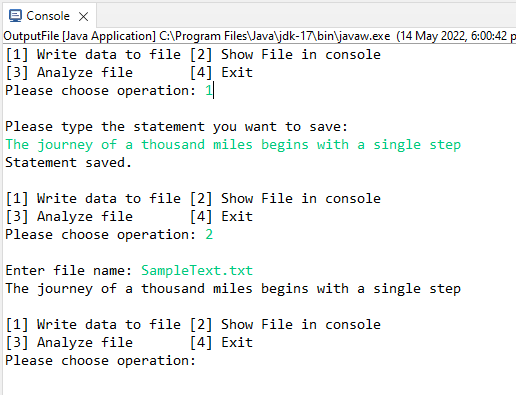 Console
OutputFile [Java Application] C:\Program Files\Java\jdk-17\bin\javaw.exe (14 May 2022, 6:00:42 p
[1] Write data to file [2] Show File in console
[3] Analyze file       [4] Exit
Please choose operation: 1
Please type the statement you want to save:
The journey of a thousand miles begins with a single step
Statement saved.
[1] Write data to file [2] Show File in console
[3] Analyze file       [4] Exit
Please choose operation: 2
Enter file name: SampleText.txt
The journey of a thousand miles begins with a single step
[1] Write data to file [2] Show File in console
[3] Analyze file       [4] Exit
Please choose operation: